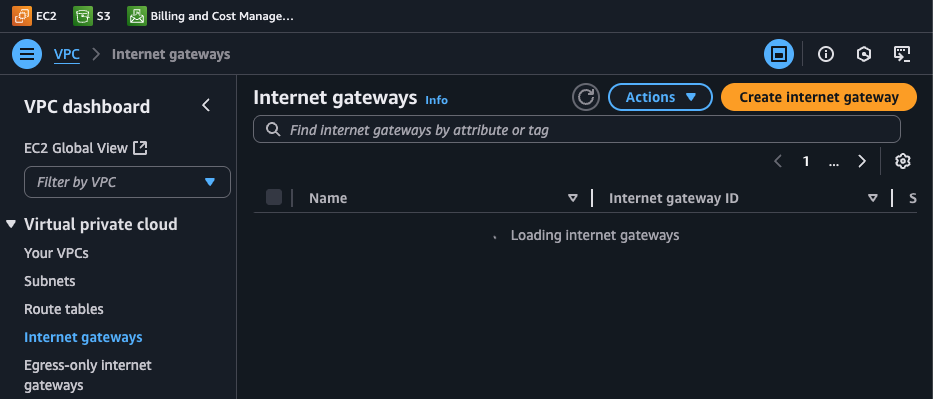 EC2 S3 Billing and Cost Manage...
VPC Internet gateways
VPC dashboard
EC2 Global View
Filter by VPC
Virtual private cloud
Your VPCs
Subnets
Route tables
Internet gateways
Egress-only internet
gateways
Internet gateways Info Actions Create internet gateway
Find internet gateways by attribute or tag
1 ...
Name Internet gateway ID S
Loading internet gateways